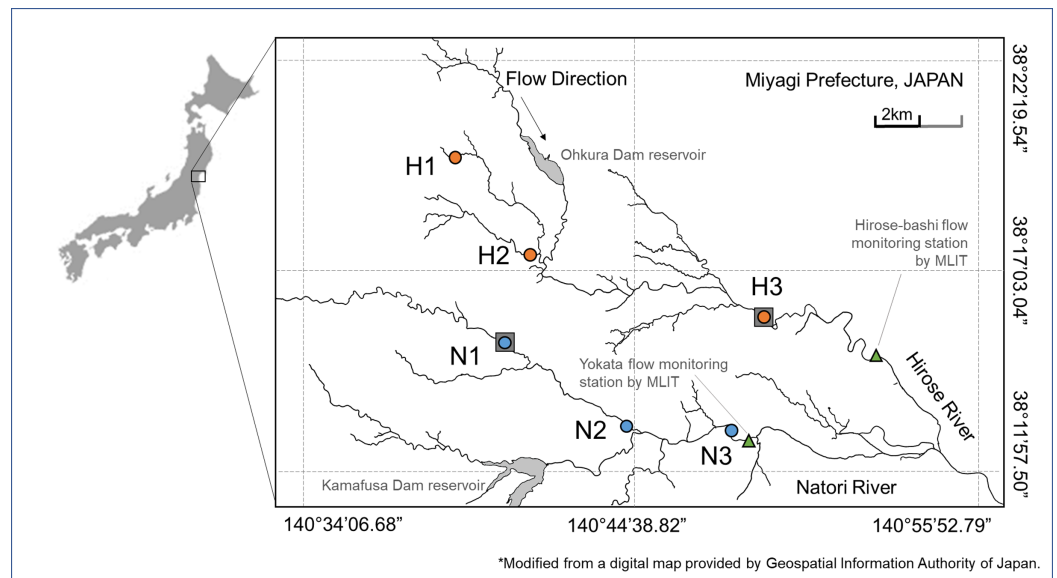 Flow Direction
Miyagi Prefecture, JAPAN
2km
38°22'19.54”
H1
Ohkura Dam reservoir
Hirose-bashi flow
monitoring station
by MLIT
H2
38°17'03.04”
H3
N1
Yokata flow monitoring
station by MLIT
Hirose River
38°11'57.50”
N2
N3
Kamafusa Dam reservoir
Natori River
140°34'06.68”
140°44'38.82”
140°55'52.79”
*Modified from a digital map provided by Geospatial Information Authority of Japan.